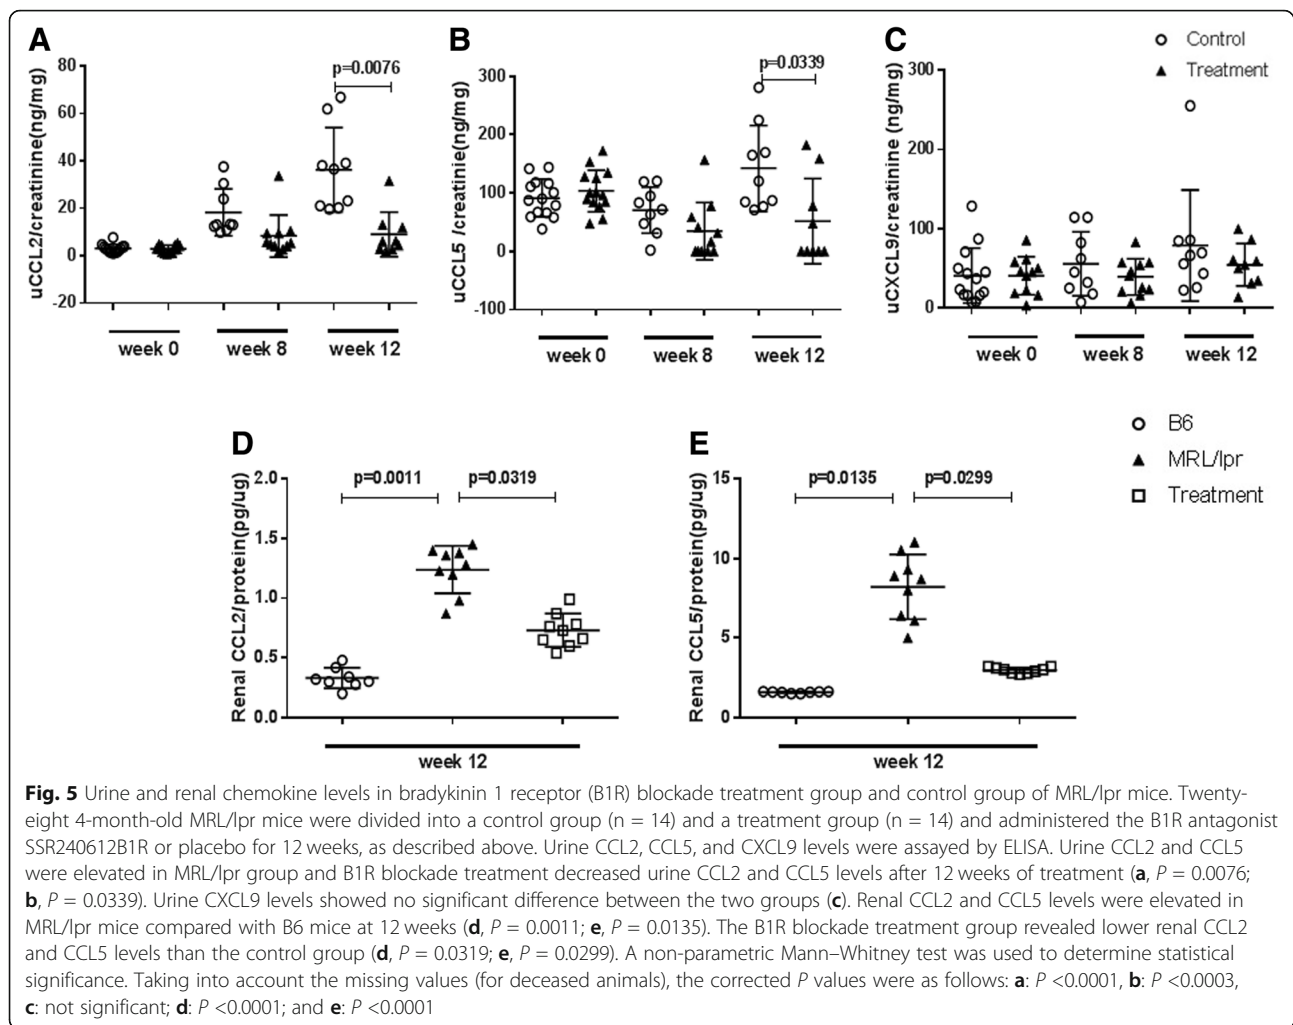 A
B
C
Control
Treatment
uCCL2/creatinine(ng/mg)
80
60
40
20
0
-20
p=0.0076
week 0
week 8
week 12
uCCL5 /creatinie(ng/mg)
300
200
100
0
-100
p=0.0339
week 0
week 8
week 12
uCXCL9/creatinine (ng/mg)
300
200
100
0
week 0
week 8
week 12
D
E
B6
MRL/lpr
Treatment
Renal CCL2/protein(pg/ug)
2.0
1.5
1.0
0.5
0.0
p=0.0011
p=0.0319
week 12
Renal CCL5/protein(pg/ug)
15
10
5
0
p=0.0135
p=0.0299
week 12
Fig. 5 Urine and renal chemokine levels in bradykinin 1 receptor (B1R) blockade treatment group and control group of MRL/lpr mice. Twenty-
eight 4-month-old MRL/lpr mice were divided into a control group (n = 14) and a treatment group (n = 14) and administered the B1R antagonist
SSR240612B1R or placebo for 12 weeks, as described above. Urine CCL2, CCL5, and CXCL9 levels were assayed by ELISA. Urine CCL2 and CCL5
were elevated in MRL/lpr group and B1R blockade treatment decreased urine CCL2 and CCL5 levels after 12 weeks of treatment (a, P = 0.0076;
b, P = 0.0339). Urine CXCL9 levels showed no significant difference between the two groups (c). Renal CCL2 and CCL5 levels were elevated in
MRL/lpr mice compared with B6 mice at 12 weeks (d, P = 0.0011; e, P = 0.0135). The B1R blockade treatment group revealed lower renal CCL2
and CCL5 levels than the control group (d, P = 0.0319; e, P = 0.0299). A non-parametric Mann–Whitney test was used to determine statistical
significance. Taking into account the missing values (for deceased animals), the corrected P values were as follows: a: P <0.0001, b: P <0.0003,
c: not significant; d: P <0.0001; and e: P <0.0001